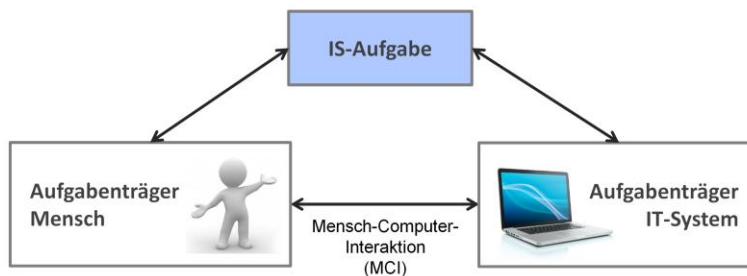 IS-Aufgabe
Aufgabenträger
Mensch
Mensch-Computer-
Interaktion
(MCI)
Aufgabenträger
IT-System